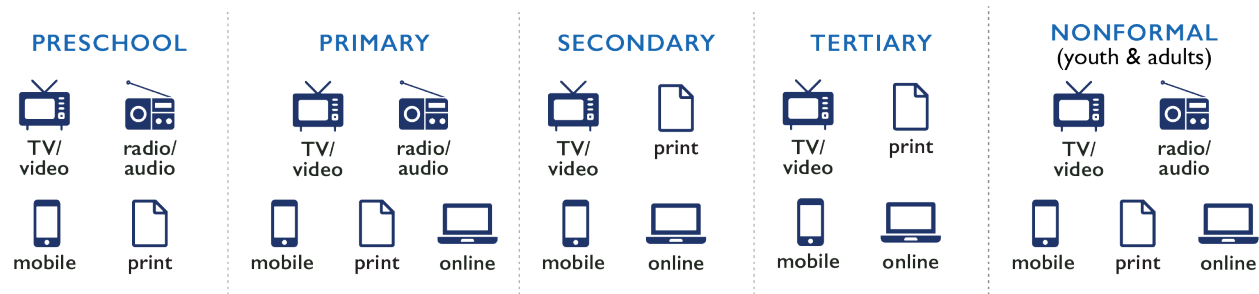 PRESCHOOL
TV/
video
radio/
audio
mobile
print
PRIMARY
TV/
video
radio/
audio
mobile
print
online
SECONDARY
TV/
video
print
mobile
online
TERTIARY
TV/
video
print
mobile
online
NONFORMAL
(youth & adults)
TV/
video
radio/
audio
mobile
print
online